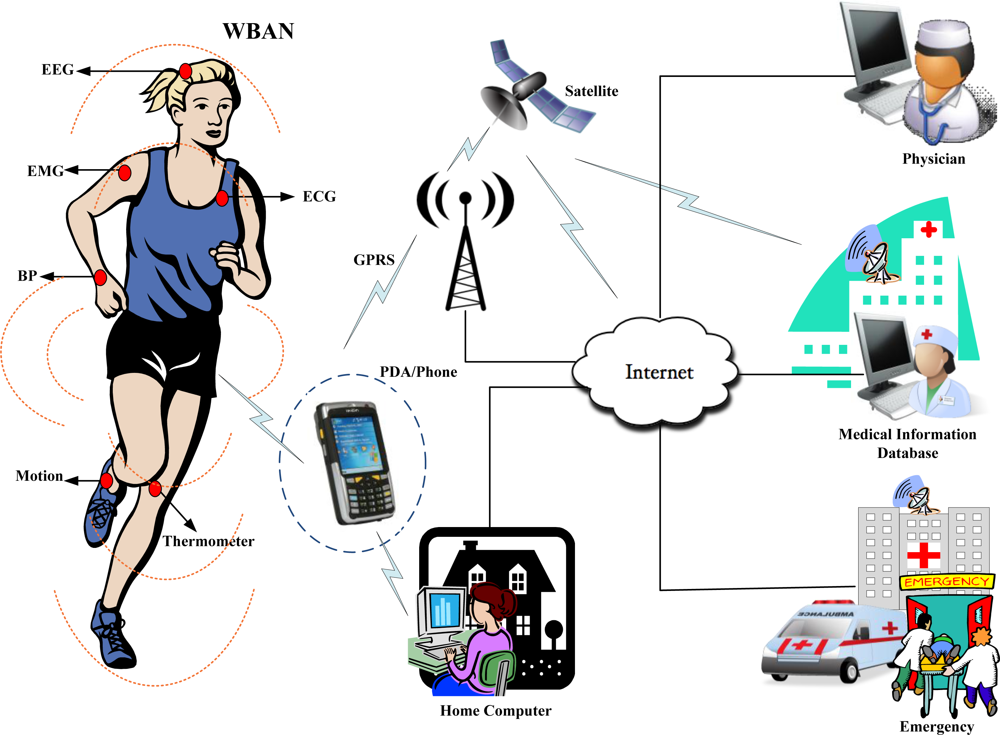 WBAN
EEG
EMG
ECG
BP
Motion
Thermometer
Satellite
GPRS
PDA/Phone
Internet
Home Computer
Physician
Medical Information
Database
EMERGENCY
AMBULANCE
Emergency